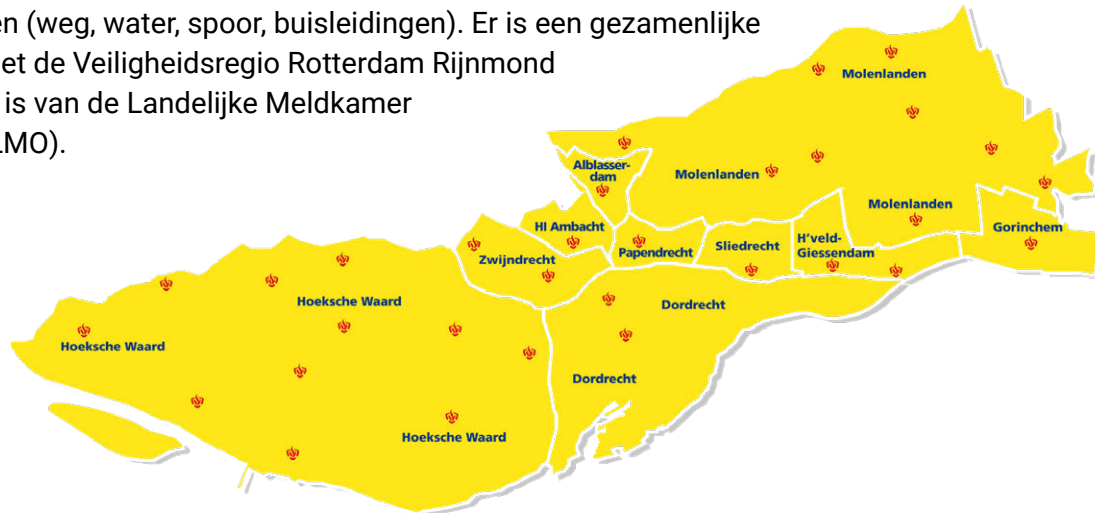 en (weg, water, spoor, buisleidingen). Er is een gezamenlijke
et de Veiligheidsregio Rotterdam Rijnmond
is van de Landelijke Meldkamer
LMO).
Molenlanden
Alblasser-
dam
Molenlanden
Molenlanden
Hl Ambacht
Papendrecht
Sliedrecht
H'veld-
Giessendam
Gorinchem
Zwijndrecht
Hoeksche Waard
Dordrecht
Hoeksche Waard
Dordrecht
Hoeksche Waard